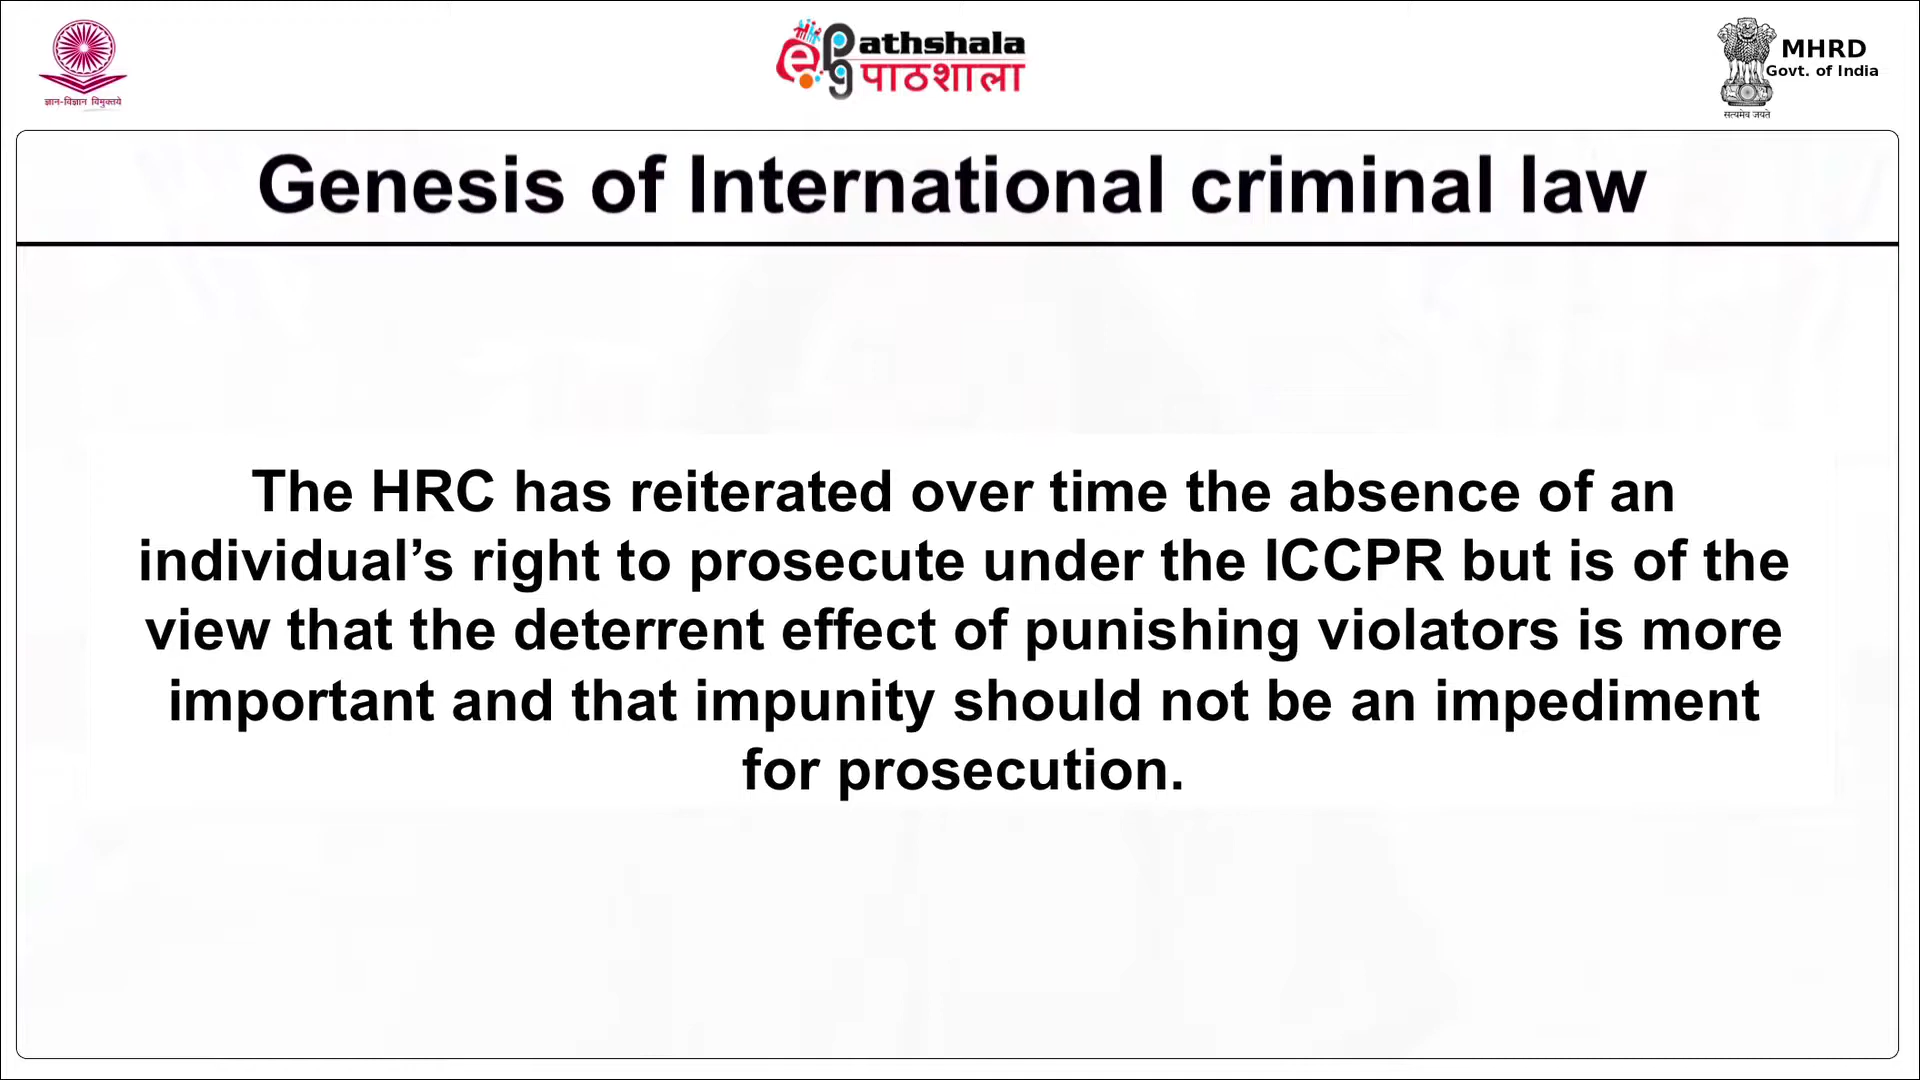 ज्ञान-विज्ञान विमुक्तये
ePgathshala
पाठशाला
MHRD
Govt. of India
सत्यमेव जयते
Genesis of International criminal law
The HRC has reiterated over time the absence of an
individual’s right to prosecute under the ICCPR but is of the
view that the deterrent effect of punishing violators is more
important and that impunity should not be an impediment
for prosecution.